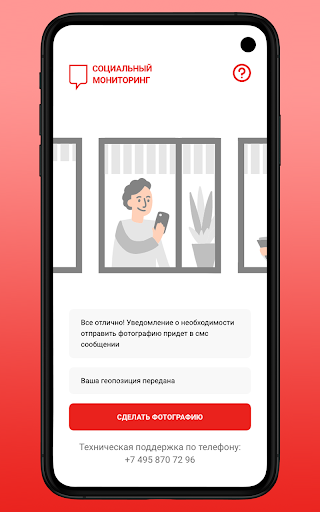 СОЦИАЛЬНЫЙ
МОНИТОРИНГ
Все отлично! Уведомление о необходимости
отправить фотографию придет в смс
сообщении
Ваша геопозиция передана
СДЕЛАТЬ ФОТОГРАФИЮ
Техническая поддержка по телефону:
+7 495 870 72 96